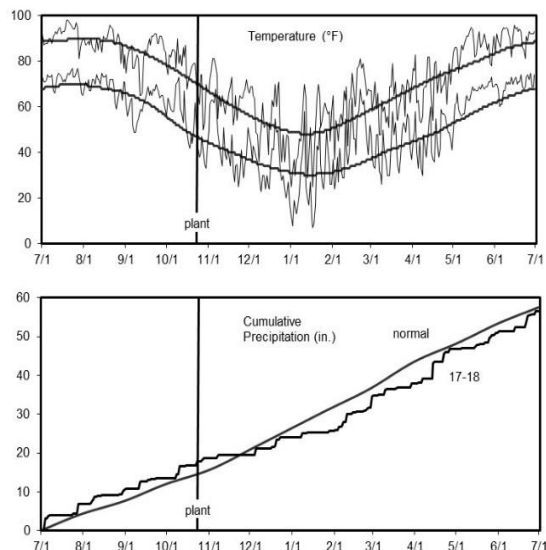 100
Temperature (°F)
80
60
40
20
plant
0
7/1 8/1 9/1 10/1 11/1 12/1 1/1 2/1 3/1 4/1 5/1 6/1 7/1
60
Cumulative
Precipitation (in.)
normal
50
17-18
40
30
20
10
plant
0
7/1 8/1 9/1 10/1 11/1 12/1 1/1 2/1 3/1 4/1 5/1 6/1 7/1